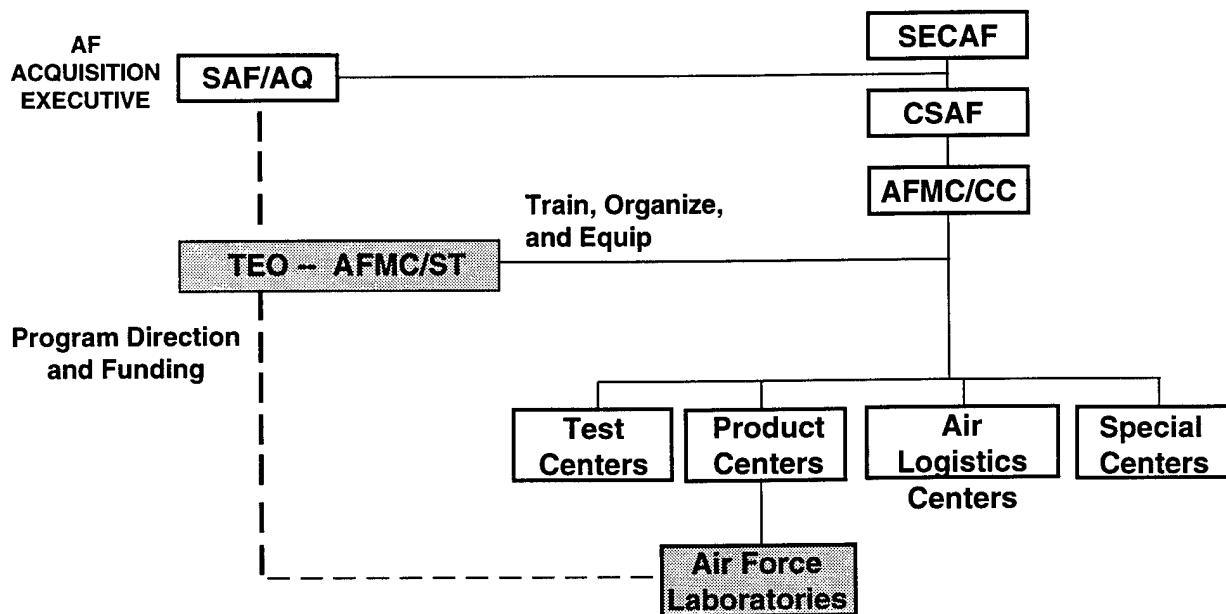 AF
ACQUISITION
EXECUTIVE
SAF/AQ
SECAF
CSAF
AFMC/CC
Train, Organize,
and Equip
TEO -- AFMC/ST
Program Direction
and Funding
Test
Centers
Product
Centers
Air
Logistics
Centers
Special
Centers
Air Force
Laboratories